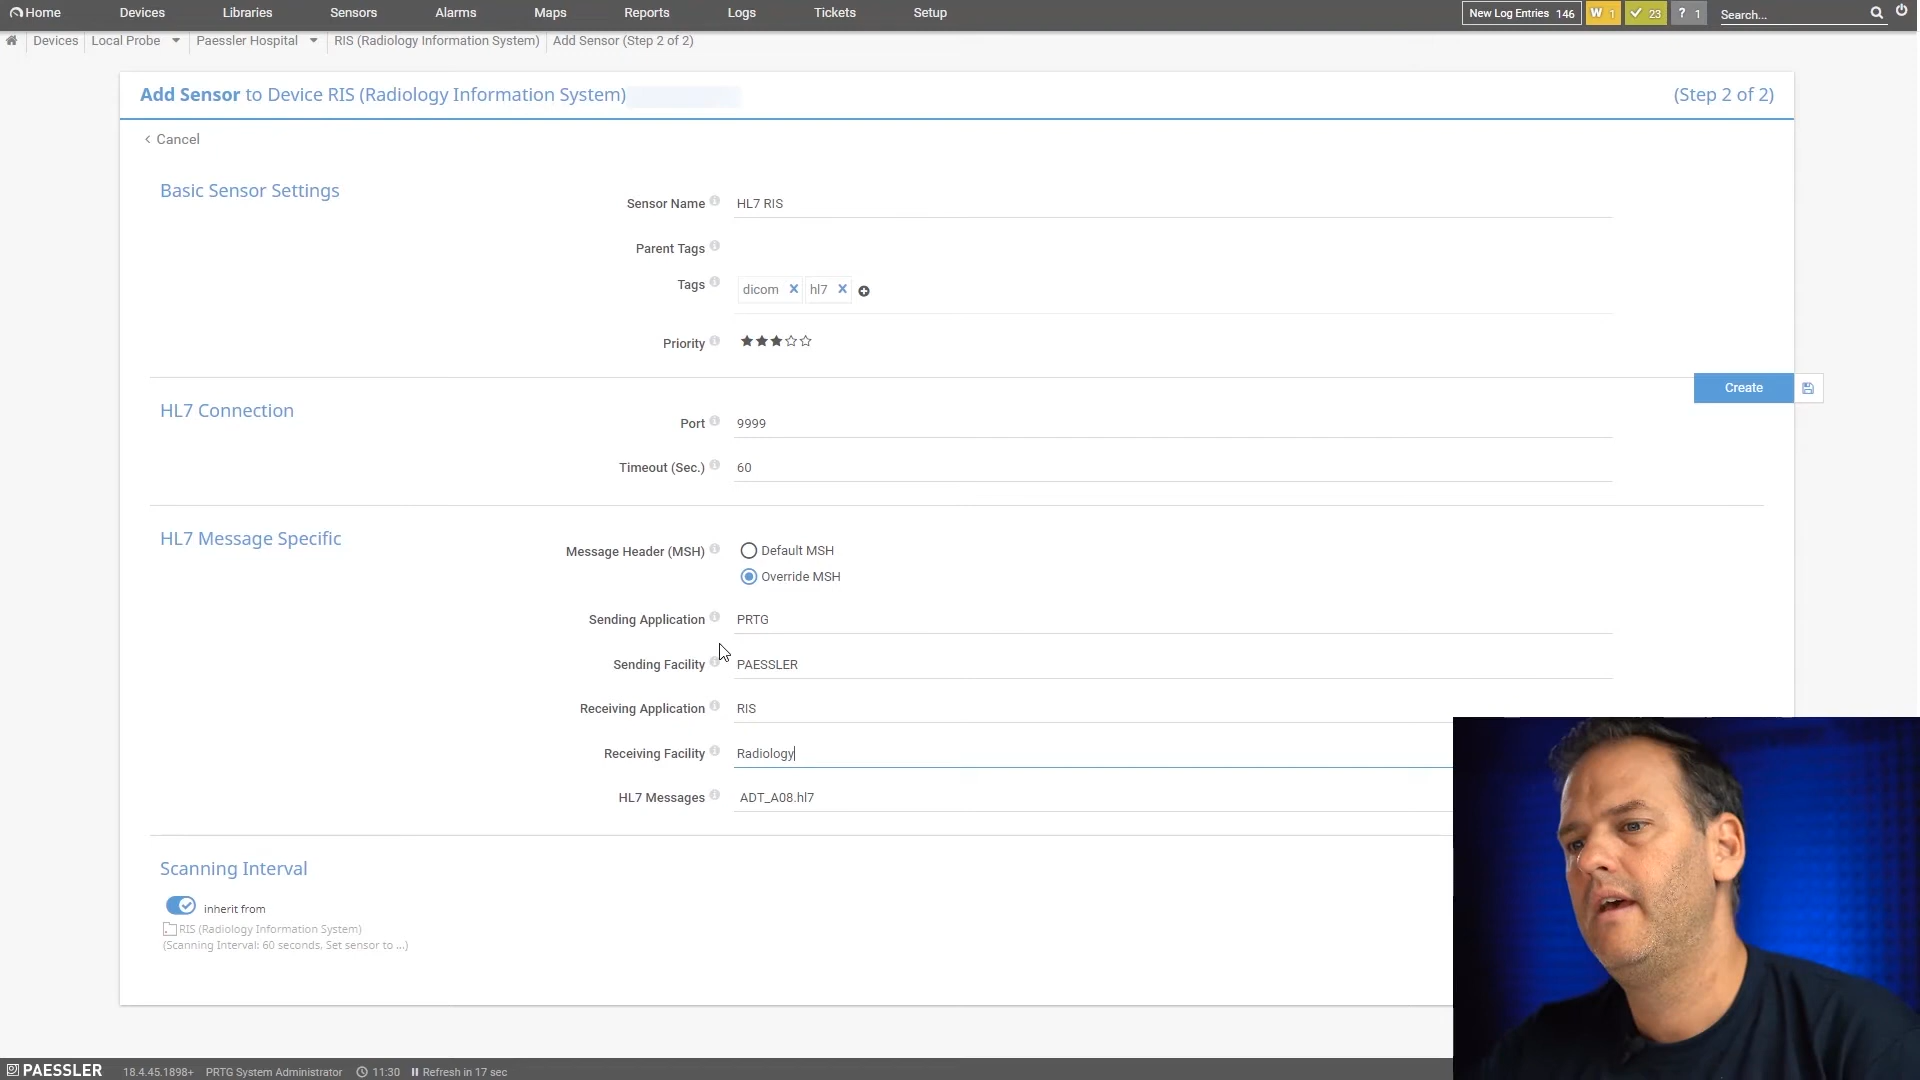 Home Devices Libraries Sensors Alarms Maps Reports Logs Tickets Setup New Log Entries 146 W 1 23 ? 1 Search...
Devices Local Probe Paessler Hospital RIS (Radiology Information System) Add Sensor (Step 2 of 2)
Add Sensor to Device RIS (Radiology Information System) (Step 2 of 2)
< Cancel
Basic Sensor Settings
Sensor Name HL7 RIS
Parent Tags
Tags dicom × hl7 ×
Priority
Create
HL7 Connection
Port 9999
Timeout (Sec.) 60
HL7 Message Specific
Message Header (MSH) Default MSH
Override MSH
Sending Application PRTG
Sending Facility PAESSLER
Receiving Application RIS
Receiving Facility Radiology
HL7 Messages ADT_A08.hl7
Scanning Interval
inherit from
RIS (Radiology Information System)
(Scanning Interval: 60 seconds, Set sensor to ...)
PAESSLER 18.4.45.1898+ PRTG System Administrator 11:30 Refresh in 17 sec